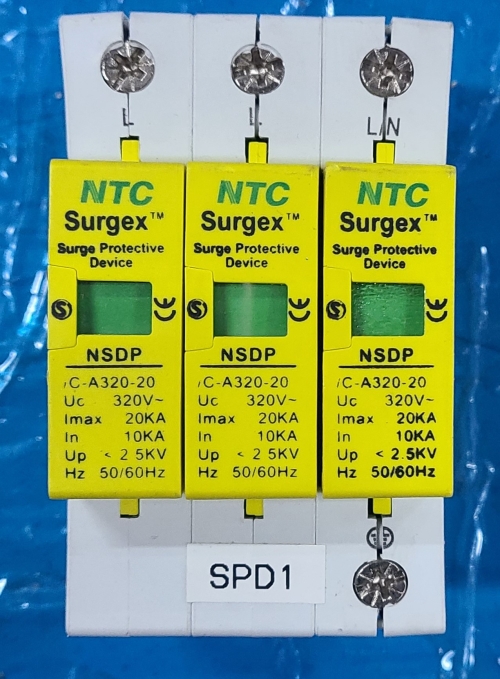 L L L/N
NTC NTC NTC
Surgex™ Surgex™ Surgex™
Surge Protective Surge Protective Surge Protective
Device Device Device
S CE S CE S CE
NSDP NSDP NSDP
/C-A320-20 /C-A320-20 /C-A320-20
Uc 320V~ Uc 320V~ Uc 320V~
Imax 20KA Imax 20KA Imax 20KA
In 10KA In 10KA In 10KA
Up < 2 5KV Up < 2 5KV Up < 2.5KV
Hz 50/60Hz Hz 50/60Hz Hz 50/60Hz
SPD1